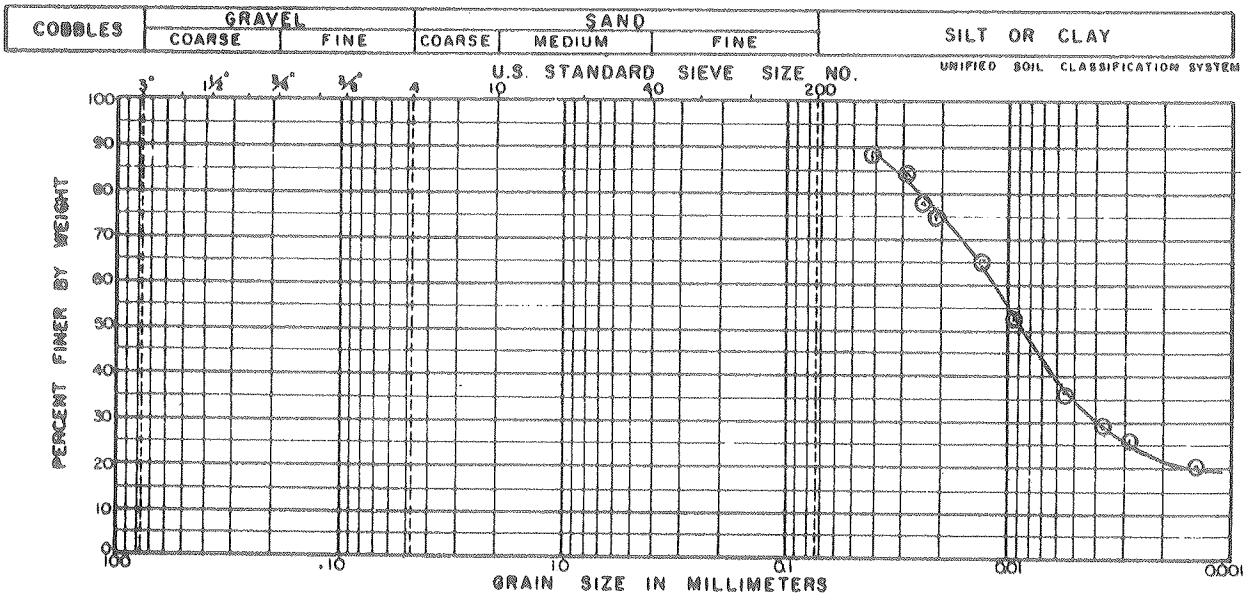 COBBLES GRAVEL SAND SILT OR CLAY
COARSE FINE COARSE MEDIUM FINE
UNIFIED SOIL CLASSIFICATION SYSTEM
U.S. STANDARD SIEVE SIZE NO.
3" 1½" ¾" ⅜" 4 10 40 200
PERCENT FINER BY WEIGHT
100
90
80
70
60
50
40
30
20
10
0
100 .10 10 0.1 0.01 0.001
GRAIN SIZE IN MILLIMETERS